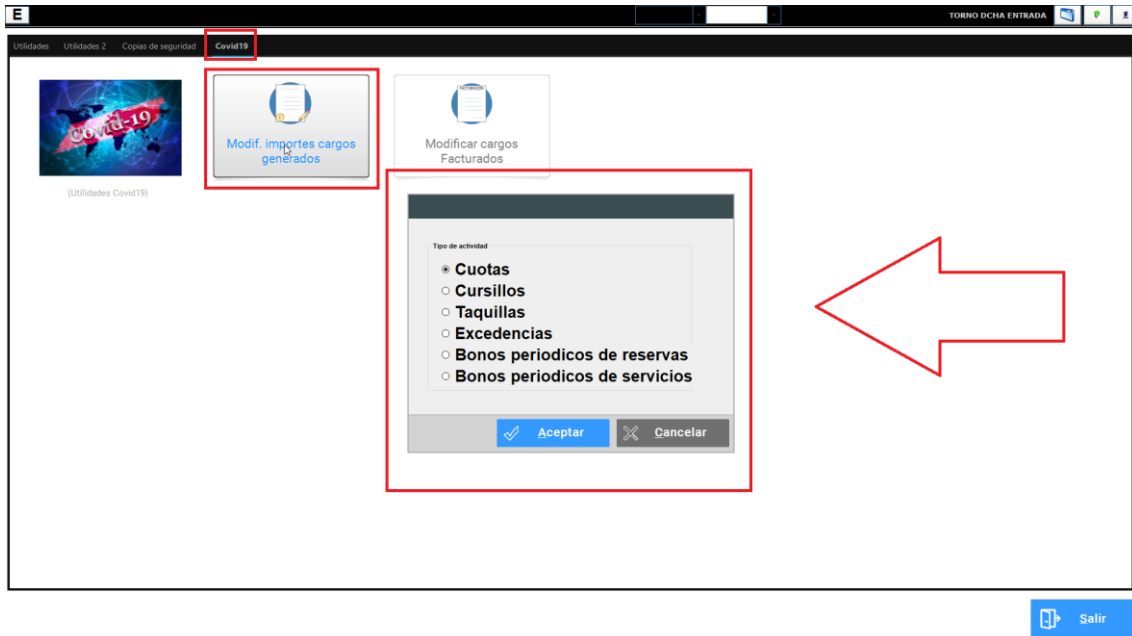 E
TORNO DCHA ENTRADA
Utilidades Utilidades 2 Copias de seguridad Covid19
Covid-19
(Utilidades Covid19)
Modif. importes cargos
generados
FACTURACION
Modificar cargos
Facturados
Tipo de actividad
Cuotas
Cursillos
Taquillas
Excedencias
Bonos periodicos de reservas
Bonos periodicos de servicios
Aceptar Cancelar
Salir